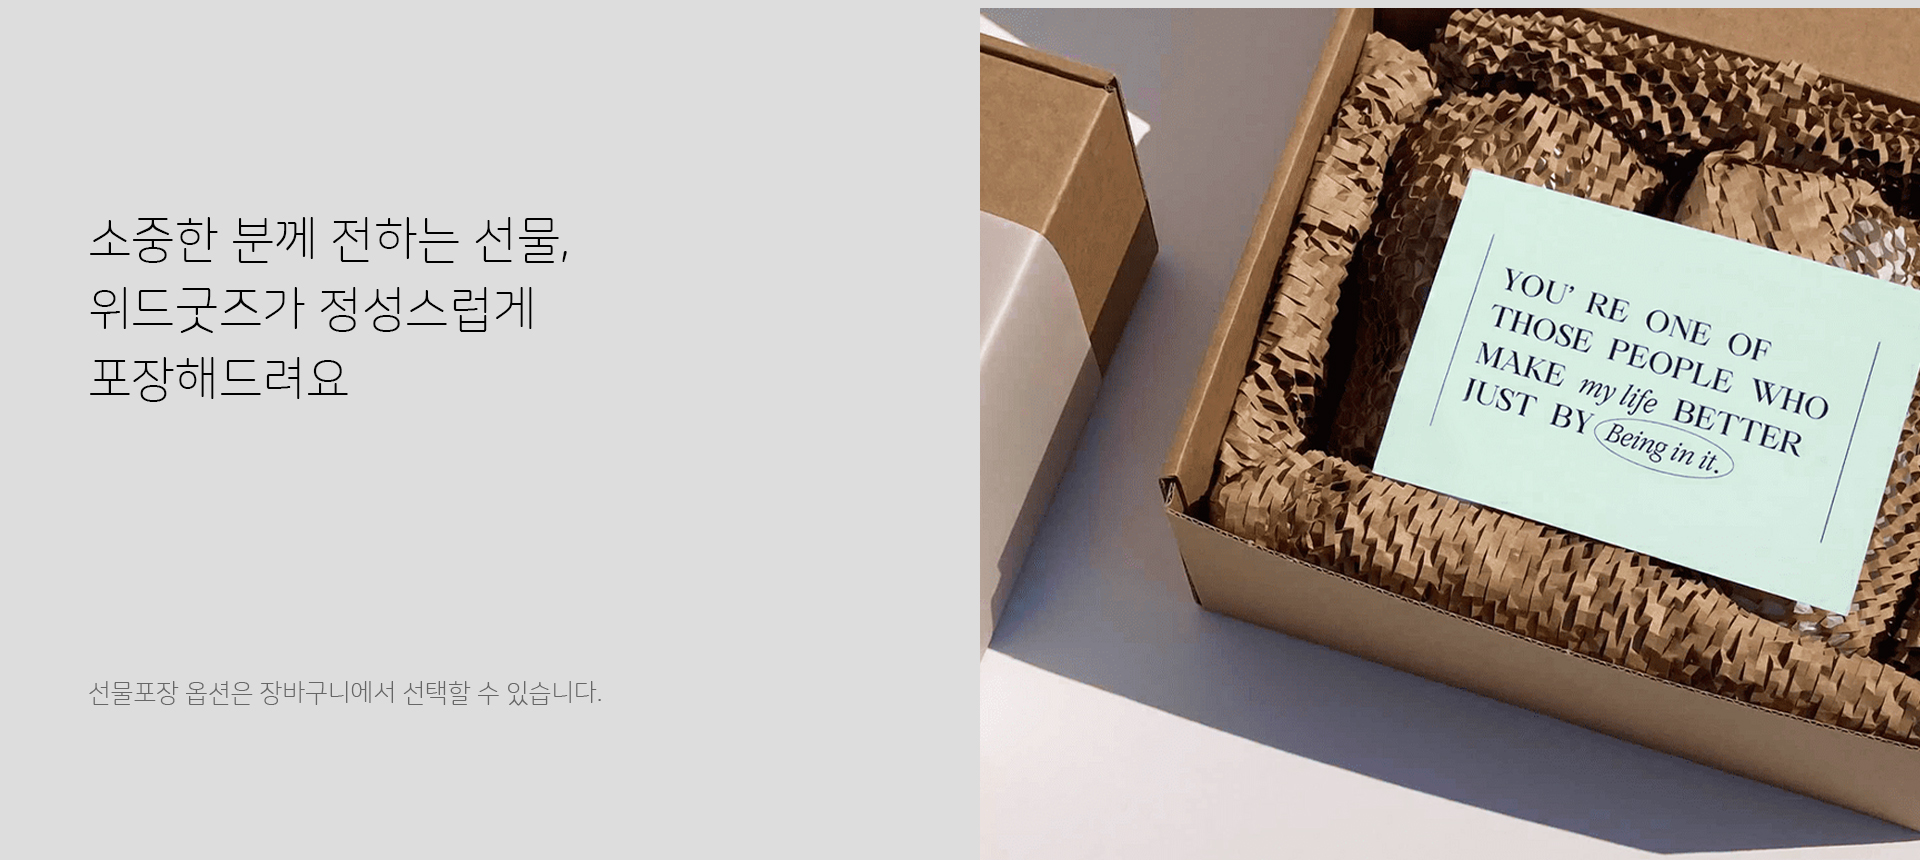 소중한 분께 전하는 선물,
위드굿즈가 정성스럽게
포장해드려요
선물포장 옵션은 장바구니에서 선택할 수 있습니다.
YOU' RE ONE OF
THOSE PEOPLE WHO
MAKE my life BETTER
JUST BY Being in it.